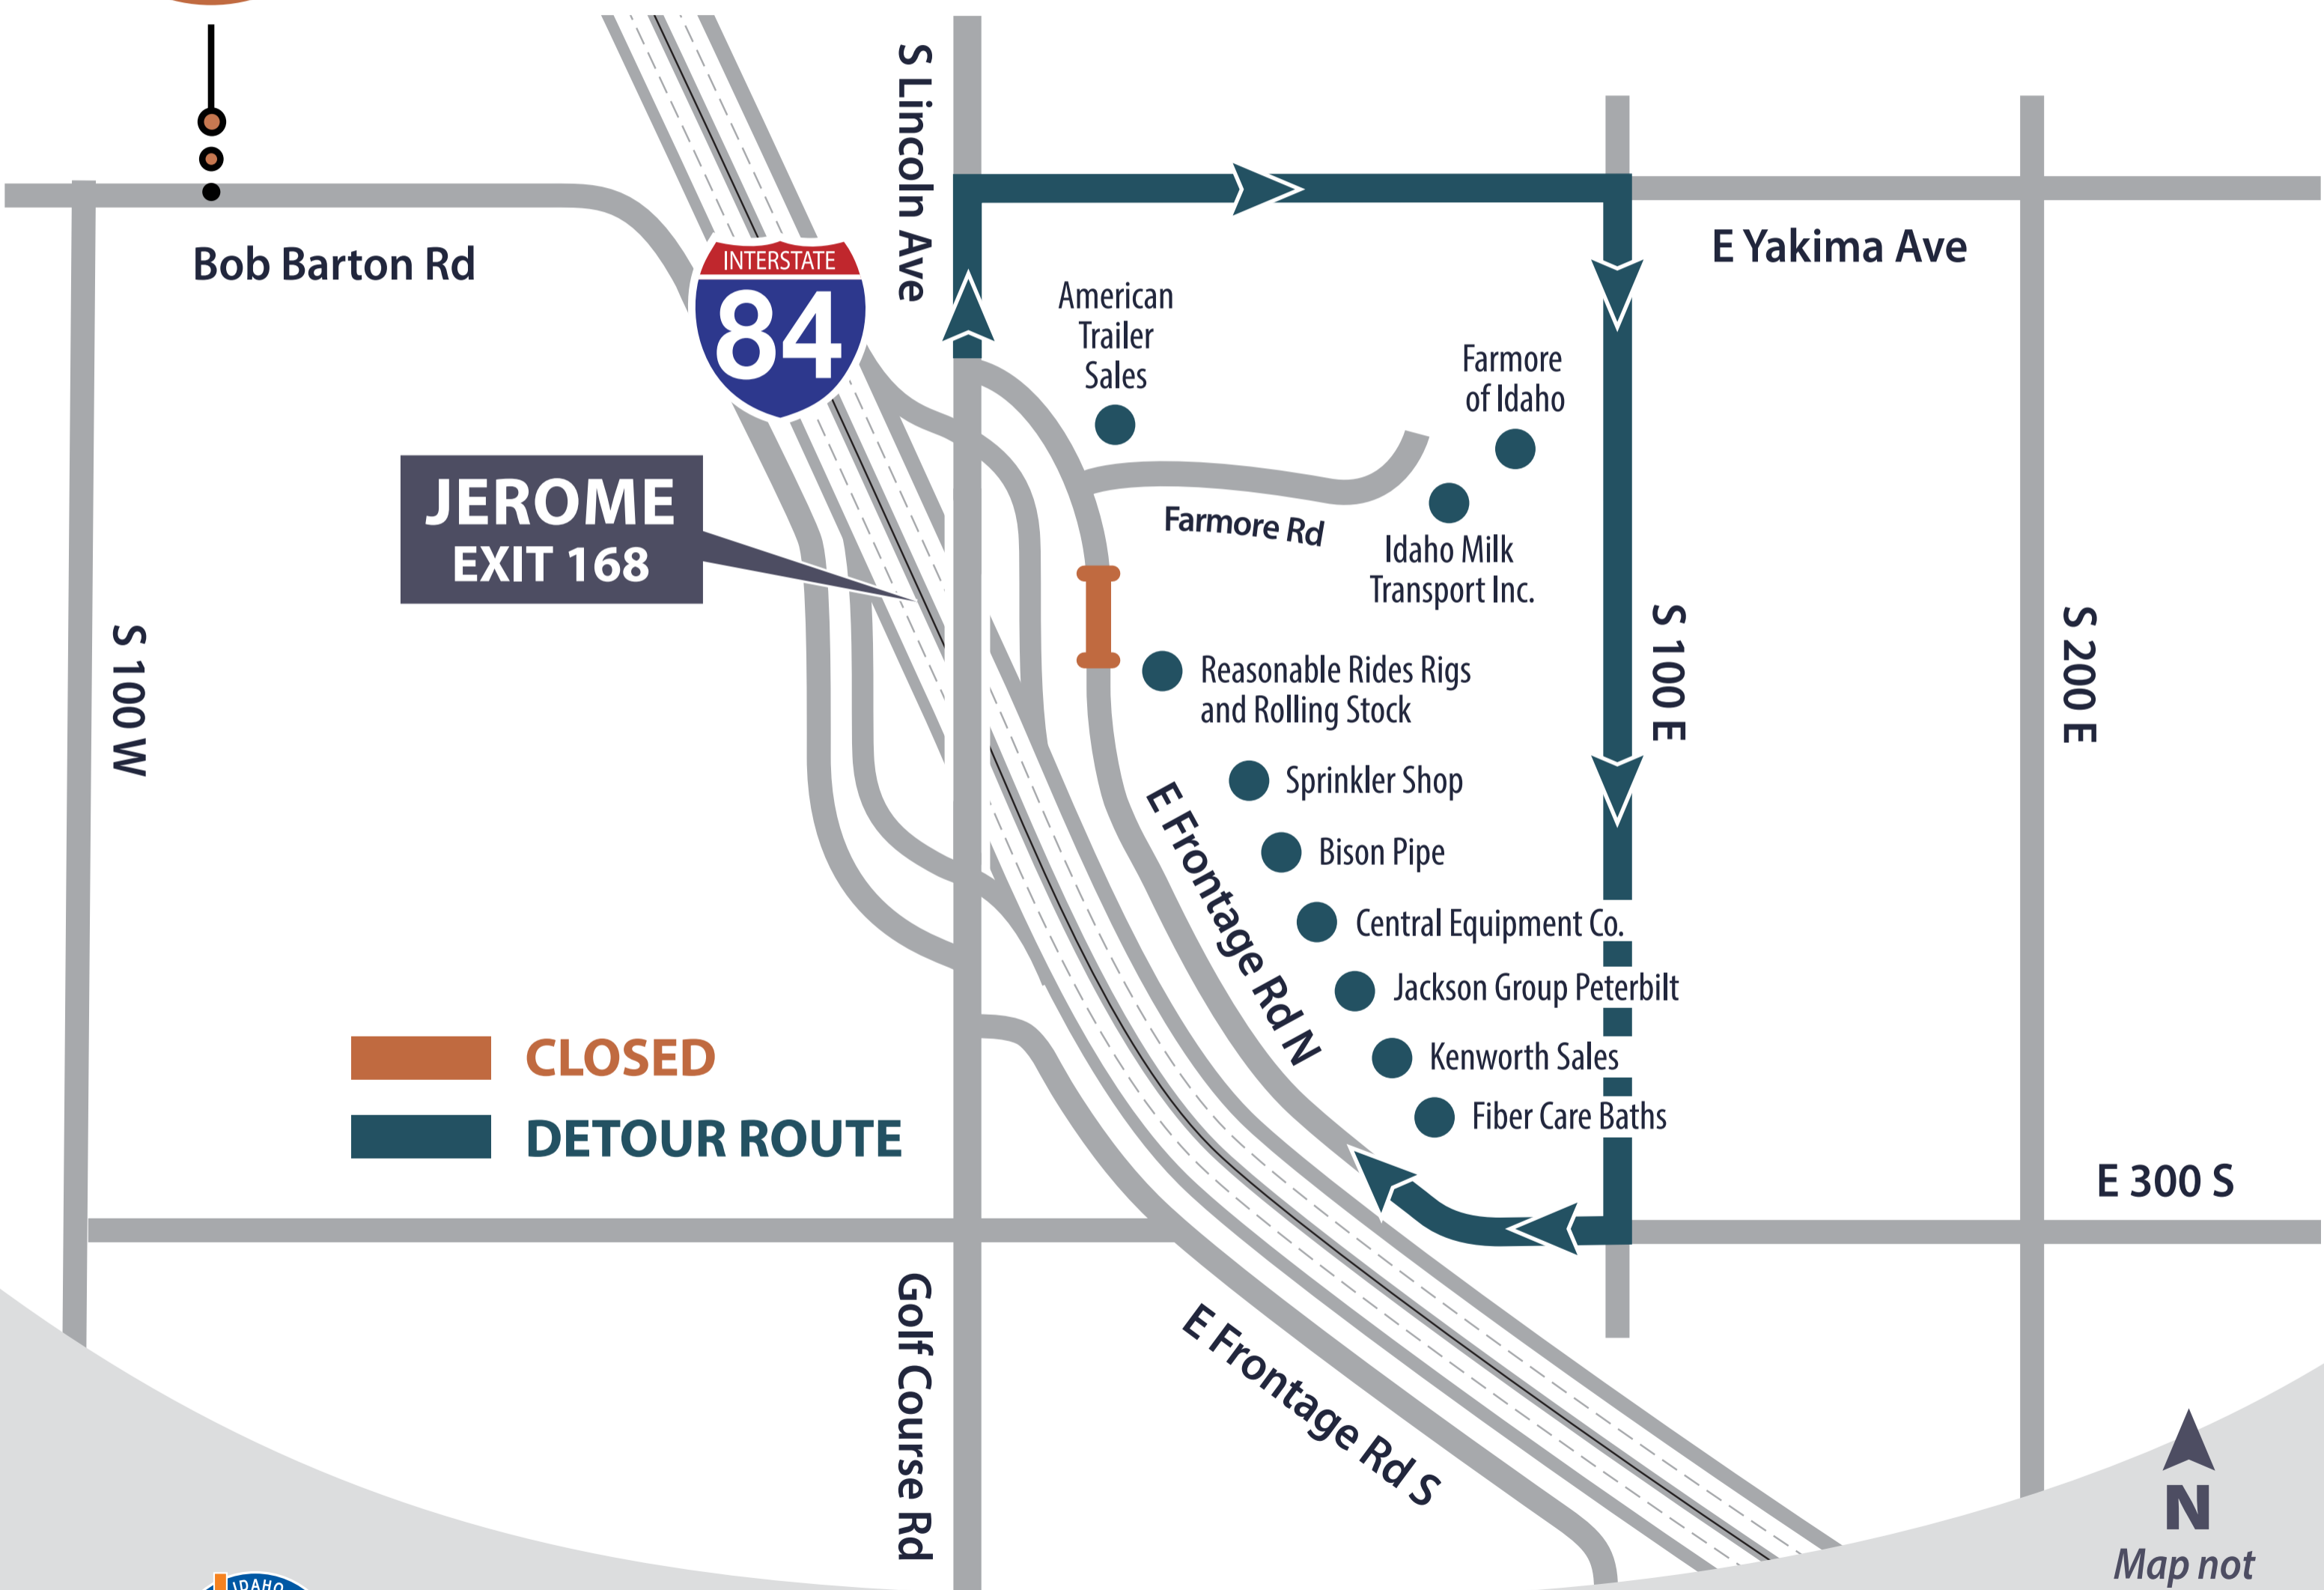 S Lincoln Ave
Bob Barton Rd
INTERSTATE
84
E Yakima Ave
American
Trailer
Sales
Farmore
of Idaho
JEROME
EXIT 168
Farmore Rd
Idaho Milk
Transport Inc.
S 100 W
S 100 E
S 200 E
Reasonable Rides Rigs
and Rolling Stock
Sprinkler Shop
E Frontage Rd N
Bison Pipe
Central Equipment Co.
Jackson Group Peterbilt
Kenworth Sales
Fiber Care Baths
CLOSED
DETOUR ROUTE
E 300 S
Golf Course Rd
E Frontage Rd S
N
Map not
IDAHO